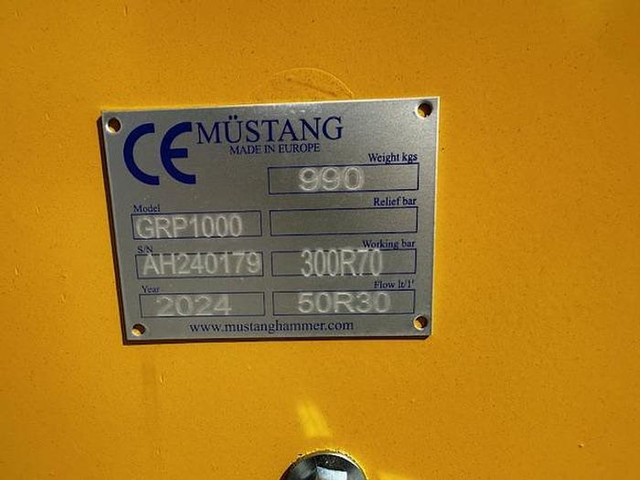 CE MÜSTANG
MADE IN EUROPE
Weight kgs
990
Model
Relief bar
GRP1000
S/N
Working bar
AH240179
300R70
Year
Flow lt/1'
2024
50R30
www.mustanghammer.com